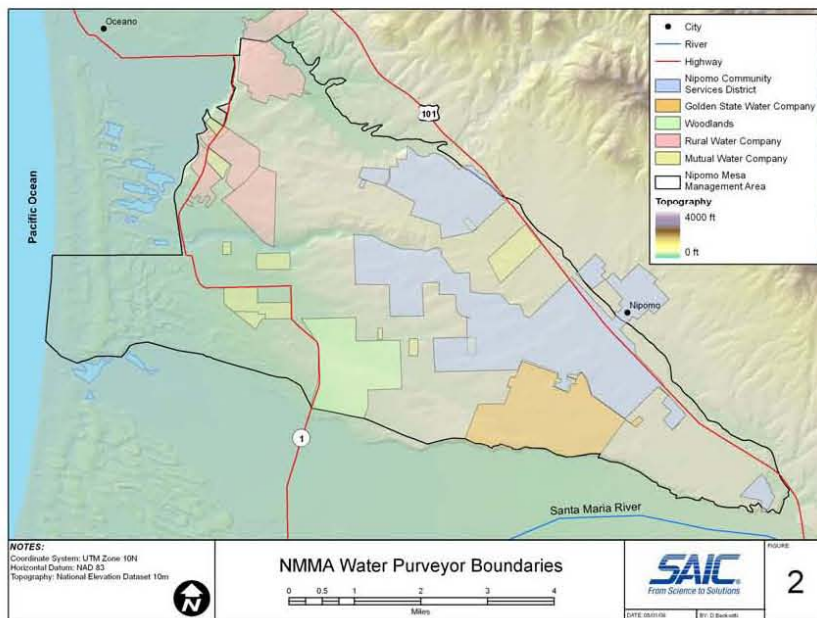 Oceano
101
Pacific Ocean
Nipomo
1
Santa Maria River
City
River
Highway
Nipomo Community
Services District
Golden State Water Company
Woodlands
Rural Water Company
Mutual Water Company
Nipomo Mesa
Management Area
Topography
4000 ft
0 ft
NOTES:
Coordinate System: UTM Zone 10N
Horizontal Datum: NAD 83
Topography: National Elevation Dataset 10m
N
NMMA Water Purveyor Boundaries
0 0.5 1 2 3 4
Miles
SAIC
From Science to Solutions
FIGURE
2
DATE:
BY: